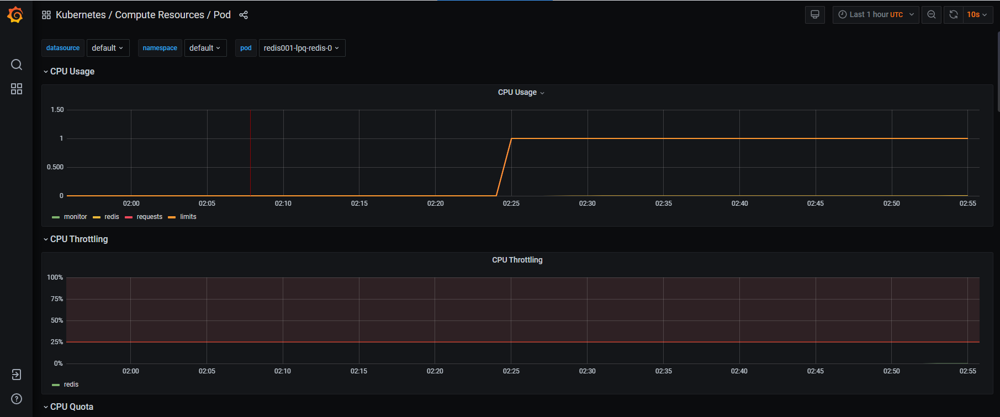 Kubernetes / Compute Resources / Pod
Last 1 hour UTC
10s
datasource default namespace default pod redis001-lpq-redis-0
CPU Usage
CPU Usage
1.50
1
0.500
0
02:00 02:05 02:10 02:15 02:20 02:25 02:30 02:35 02:40 02:45 02:50 02:55
monitor redis requests limits
CPU Throttling
CPU Throttling
100%
75%
50%
25%
0%
02:00 02:05 02:10 02:15 02:20 02:25 02:30 02:35 02:40 02:45 02:50 02:55
redis
CPU Quota